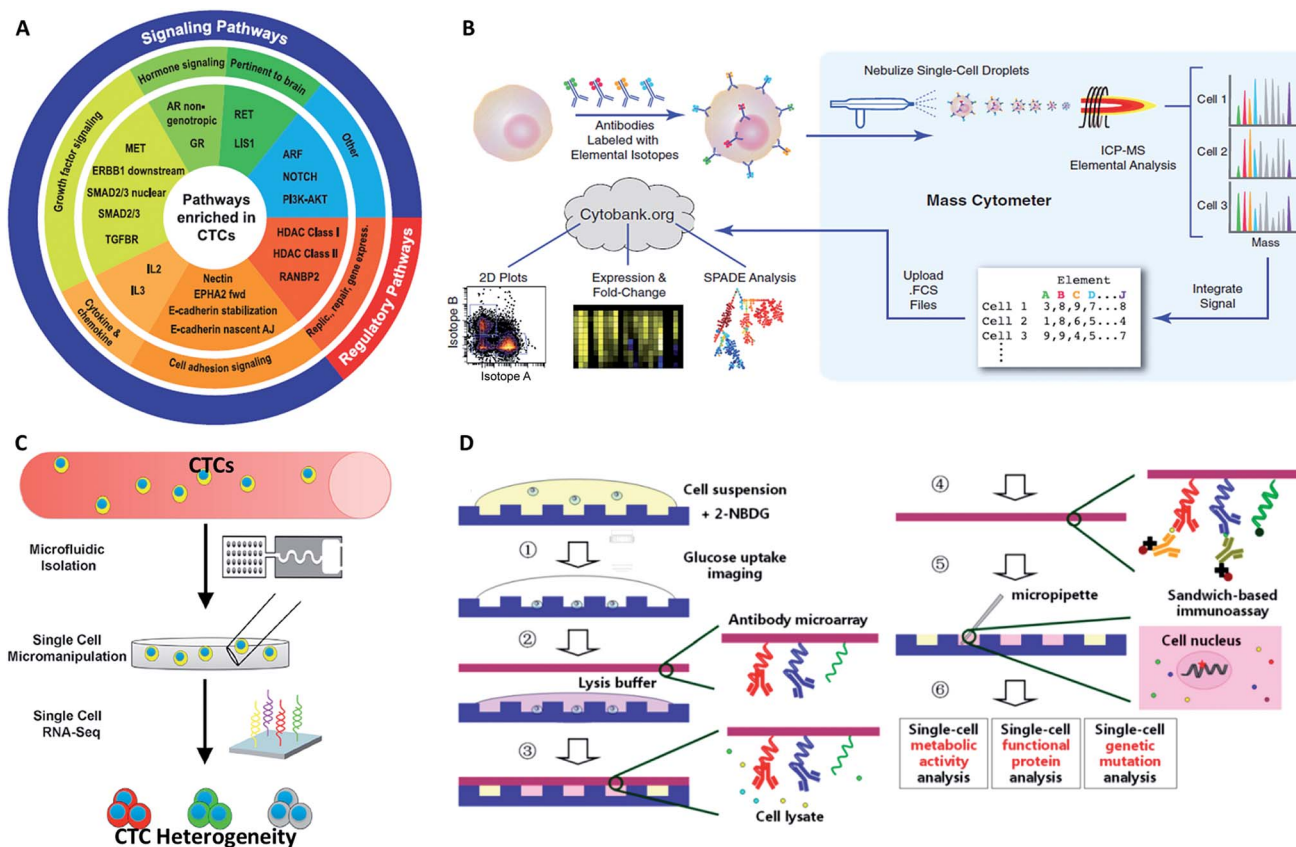 A
Signaling Pathways
Hormone signaling
Pertinent to brain
Growth factor signaling
Other
AR non-
genotropic
GR
RET
LIS1
MET
ERBB1 downstream
SMAD2/3 nuclear
SMAD2/3
TGFBR
ARF
NOTCH
PI3K-AKT
Pathways
enriched in
CTCs
HDAC Class I
HDAC Class II
RANBP2
IL2
IL3
Nectin
EPHA2 fwd
E-cadherin stabilization
E-cadherin nascent AJ
Cytokine &
chemokine
Cell adhesion signaling
Replic., repair, gene express.
Regulatory Pathways
B
Antibodies
Labeled with
Elemental Isotopes
Nebulize Single-Cell Droplets
ICP-MS
Elemental Analysis
Cell 1
Cell 2
Cell 3
Mass
Mass Cytometer
Integrate
Signal
Element
A B C D...J
Cell 1 3,8,9,7...8
Cell 2 1,8,6,5...4
Cell 3 9,9,4,5...7
Upload
.FCS
Files
Cytobank.org
2D Plots
Isotope B
Isotope A
Expression &
Fold-Change
SPADE Analysis
C
CTCs
Microfluidic
Isolation
Single Cell
Micromanipulation
Single Cell
RNA-Seq
CTC Heterogeneity
D
Cell suspension
+ 2-NBDG
①
Glucose uptake
imaging
②
Antibody microarray
Lysis buffer
③
Cell lysate
④
⑤
Sandwich-based
immunoassay
micropipette
Cell nucleus
⑥
Single-cell
metabolic
activity
analysis
Single-cell
functional
protein
analysis
Single-cell
genetic
mutation
analysis